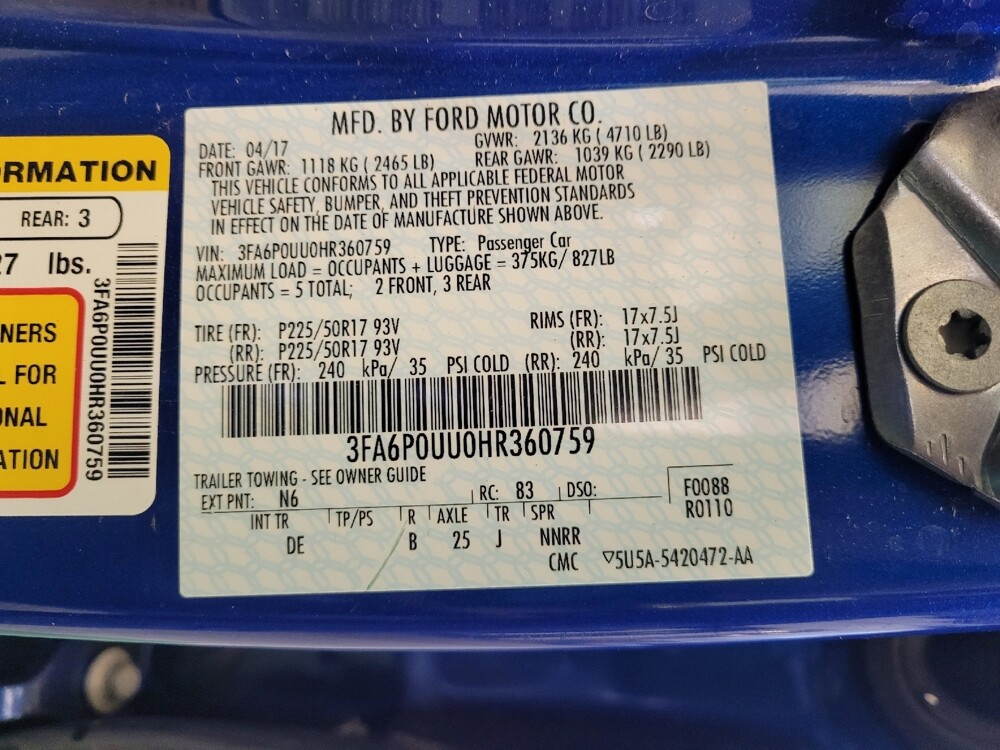 MFD. BY FORD MOTOR CO.
DATE: 04/17 GVWR: 2136 KG ( 4710 LB)
FRONT GAWR: 1118 KG ( 2465 LB) REAR GAWR: 1039 KG ( 2290 LB)
THIS VEHICLE CONFORMS TO ALL APPLICABLE FEDERAL MOTOR
VEHICLE SAFETY, BUMPER, AND THEFT PREVENTION STANDARDS
IN EFFECT ON THE DATE OF MANUFACTURE SHOWN ABOVE.
VIN: 3FA6P0UU0HR360759 TYPE: Passenger Car
MAXIMUM LOAD = OCCUPANTS + LUGGAGE = 375KG/ 827LB
OCCUPANTS = 5 TOTAL; 2 FRONT, 3 REAR
TIRE (FR): P225/50R17 93V RIMS (FR): 17x7.5J
(RR): P225/50R17 93V (RR): 17x7.5J
PRESSURE (FR): 240 kPa/ 35 PSI COLD (RR): 240 kPa/ 35 PSI COLD
3FA6P0UU0HR360759
TRAILER TOWING - SEE OWNER GUIDE
EXT PNT: N6 RC: 83 DSO: F0088
R0110
INT TR TP/PS R AXLE TR SPR
DE B 25 J NNRR
CMC ▽5U5A-5420472-AA
ORMATION
REAR: 3
27 lbs.
3FA6P0UU0HR360759
NERS
L FOR
ONAL
ATION